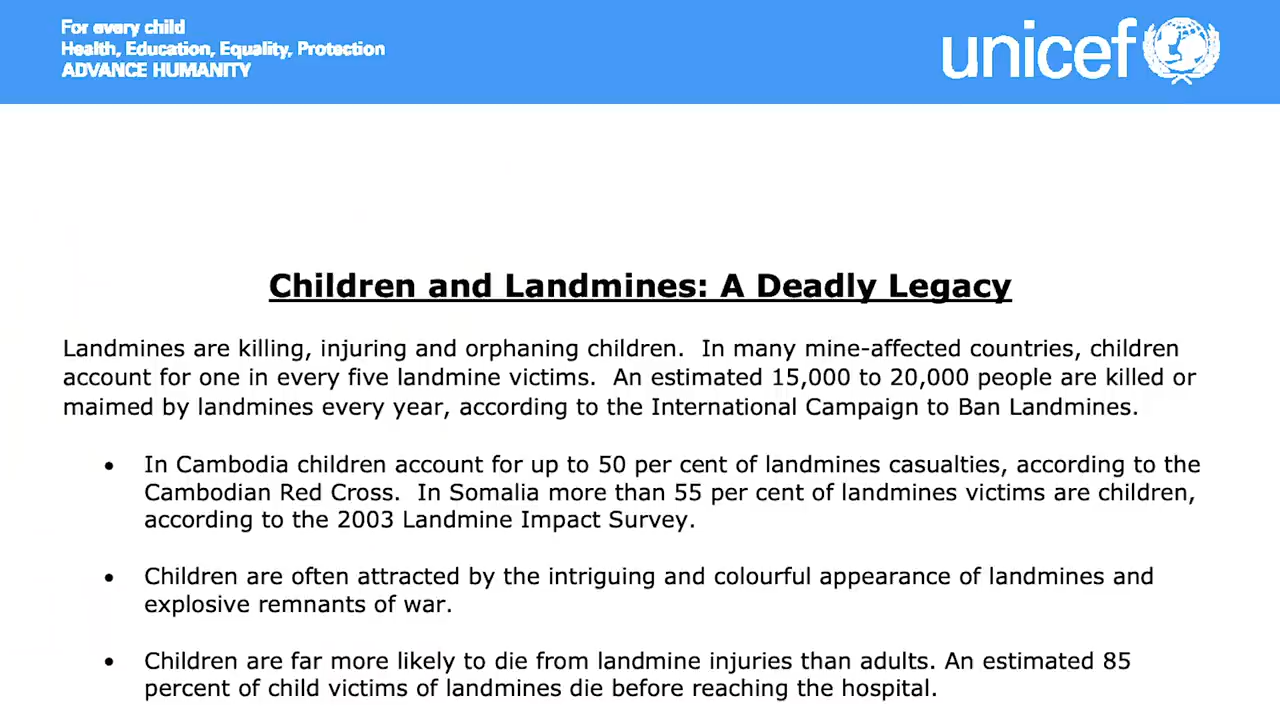 For every child
Health, Education, Equality, Protection
ADVANCE HUMANITY
unicef
Children and Landmines: A Deadly Legacy
Landmines are killing, injuring and orphaning children.  In many mine-affected countries, children
account for one in every five landmine victims.  An estimated 15,000 to 20,000 people are killed or
maimed by landmines every year, according to the International Campaign to Ban Landmines.
• In Cambodia children account for up to 50 per cent of landmines casualties, according to the
Cambodian Red Cross.  In Somalia more than 55 per cent of landmines victims are children,
according to the 2003 Landmine Impact Survey.
• Children are often attracted by the intriguing and colourful appearance of landmines and
explosive remnants of war.
• Children are far more likely to die from landmine injuries than adults. An estimated 85
percent of child victims of landmines die before reaching the hospital.